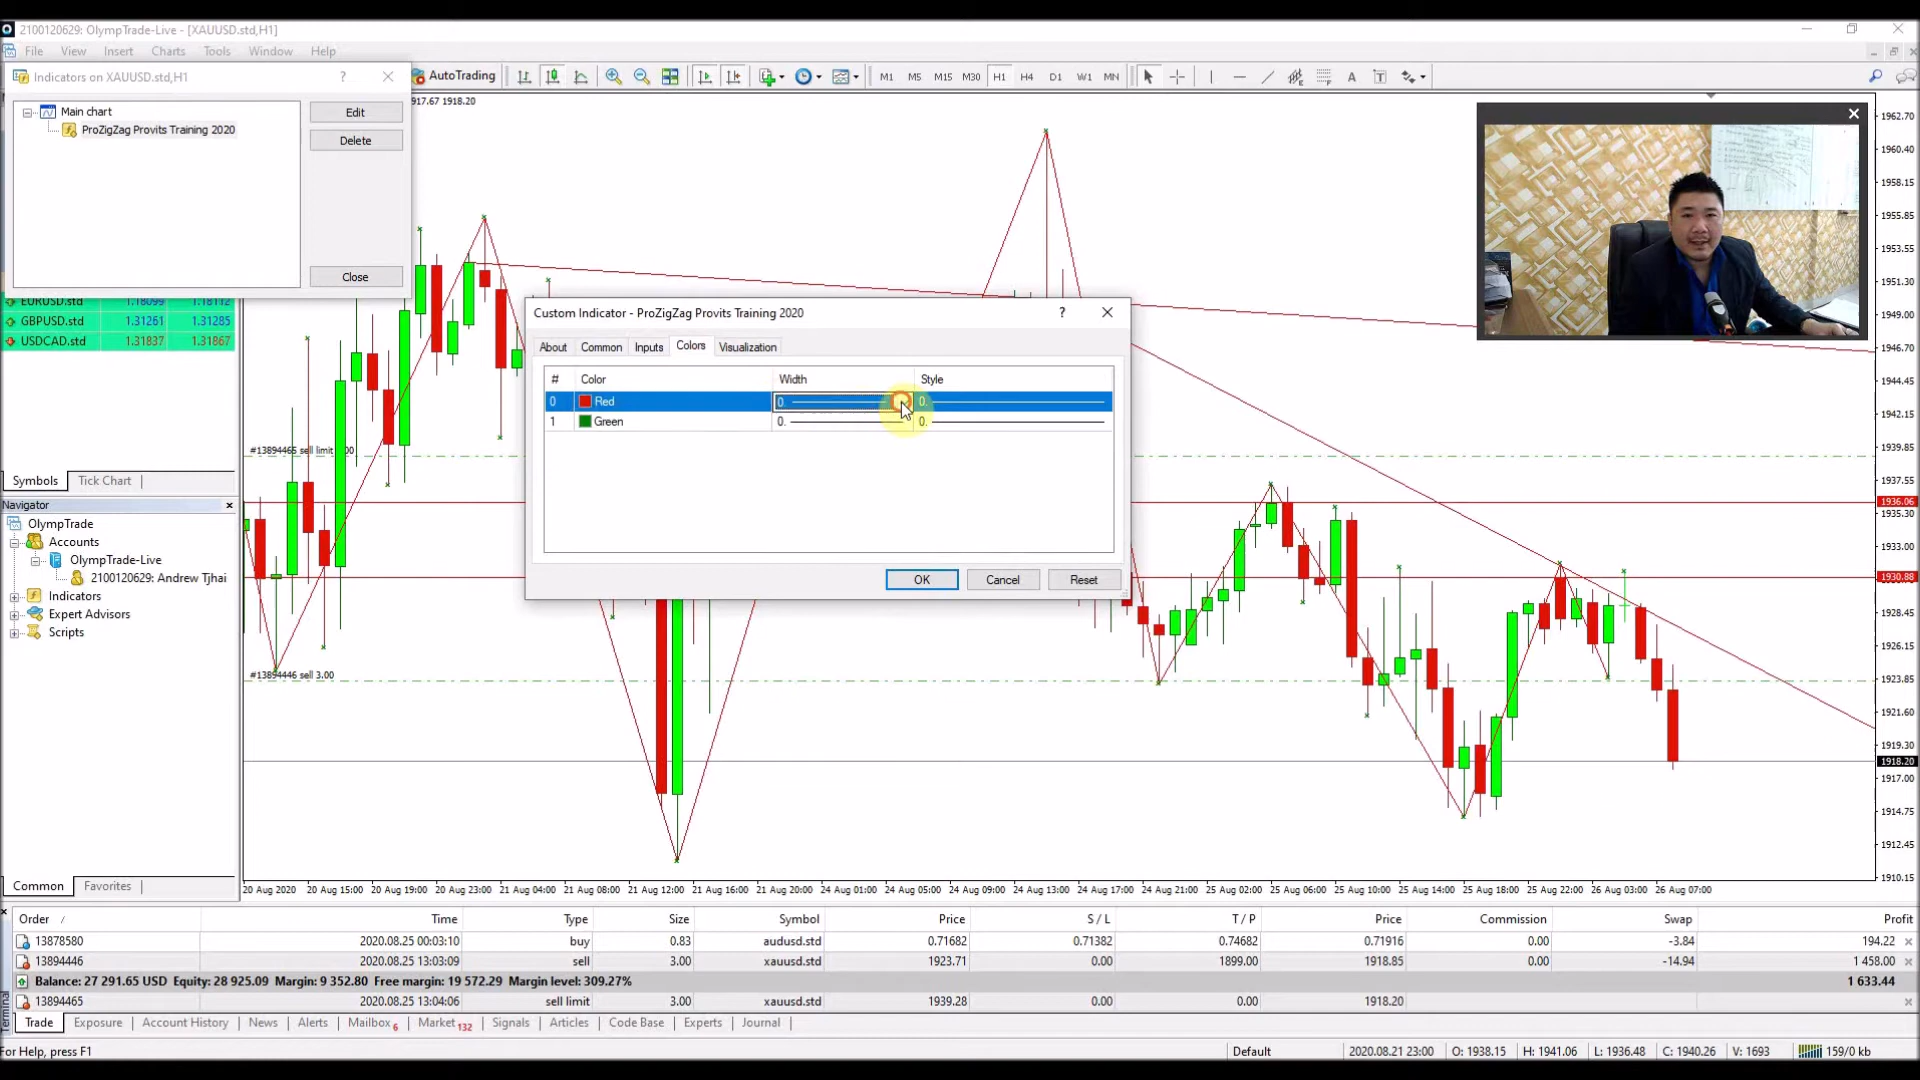 2100120629: OlympTrade-Live - [XAUUSD.std,H1]
File View Insert Charts Tools Window Help
Indicators on XAUUSD.std,H1 ? AutoTrading M1 M5 M15 M30 H1 H4 D1 W1 MN
Main chart
ProZigZag Provits Training 2020
Edit
Delete
Close
917.67 1918.20
EURUSD.std 1.18099 1.18112
GBPUSD.std 1.31261 1.31285
USDCAD.std 1.31837 1.31867
Symbols Tick Chart
Navigator
OlympTrade
Accounts
OlympTrade-Live
2100120629: Andrew Tjhai
Indicators
Expert Advisors
Scripts
Common Favorites
#13894446 sell 3.00
Custom Indicator - ProZigZag Provits Training 2020 ?
About Common Inputs Colors Visualization
# Color Width Style
0 Red 0. 0.
1 Green 0. 0.
OK Cancel Reset
1962.70
1960.40
1958.15
1955.85
1953.55
1951.30
1949.00
1946.70
1944.45
1942.15
1939.85
1937.55
1936.06
1935.30
1933.00
1930.88
1928.45
1926.15
1923.85
1921.60
1919.30
1918.20
1917.00
1914.75
1912.45
1910.15
20 Aug 2020 20 Aug 15:00 20 Aug 19:00 20 Aug 23:00 21 Aug 04:00 21 Aug 08:00 21 Aug 12:00 21 Aug 16:00 21 Aug 20:00 24 Aug 01:00 24 Aug 05:00 24 Aug 09:00 24 Aug 13:00 24 Aug 17:00 24 Aug 21:00 25 Aug 02:00 25 Aug 06:00 25 Aug 10:00 25 Aug 14:00 25 Aug 18:00 25 Aug 22:00 26 Aug 03:00 26 Aug 07:00
Order / Time Type Size Symbol Price S / L T / P Price Commission Swap Profit
13878580 2020.08.25 00:03:10 buy 0.83 audusd.std 0.71682 0.71382 0.74682 0.71916 0.00 -3.84 194.22
13894446 2020.08.25 13:03:09 sell 3.00 xauusd.std 1923.71 0.00 1899.00 1918.85 0.00 -14.94 1 458.00
Balance: 27 291.65 USD Equity: 28 925.09 Margin: 9 352.80 Free margin: 19 572.29 Margin level: 309.27% 1 633.44
13894465 2020.08.25 13:04:06 sell limit 3.00 xauusd.std 1939.28 0.00 0.00 1918.20
Terminal
Trade Exposure Account History News Alerts Mailbox 6 Market 132 Signals Articles Code Base Experts Journal
For Help, press F1 Default 2020.08.21 23:00 O: 1938.15 H: 1941.06 L: 1936.48 C: 1940.26 V: 1693 159/0 kb